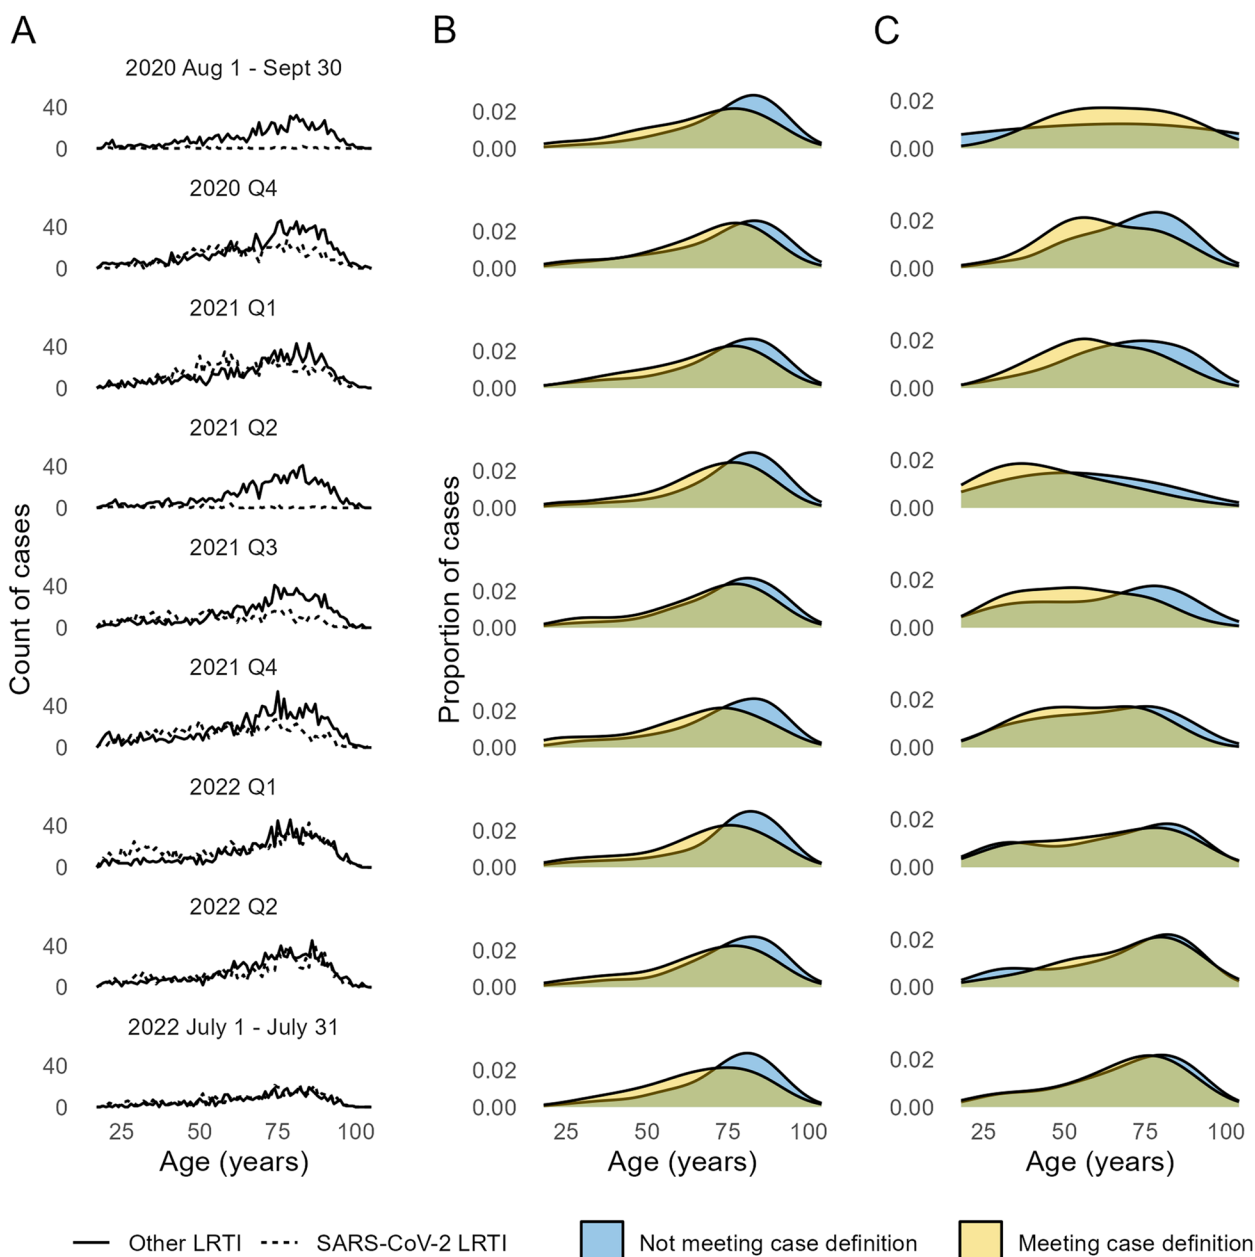 A
B
C
2020 Aug 1 - Sept 30
40
0
0.02
0.00
0.02
0.00
2020 Q4
40
0
0.02
0.00
0.02
0.00
2021 Q1
40
0
0.02
0.00
0.02
0.00
2021 Q2
40
0
0.02
0.00
0.02
0.00
2021 Q3
40
0
0.02
0.00
0.02
0.00
2021 Q4
40
0
0.02
0.00
0.02
0.00
2022 Q1
40
0
0.02
0.00
0.02
0.00
2022 Q2
40
0
0.02
0.00
0.02
0.00
2022 July 1 - July 31
40
0
0.02
0.00
0.02
0.00
Count of cases
Proportion of cases
25 50 75 100
25 50 75 100
25 50 75 100
Age (years)
Age (years)
Age (years)
Other LRTI
SARS-CoV-2 LRTI
Not meeting case definition
Meeting case definition